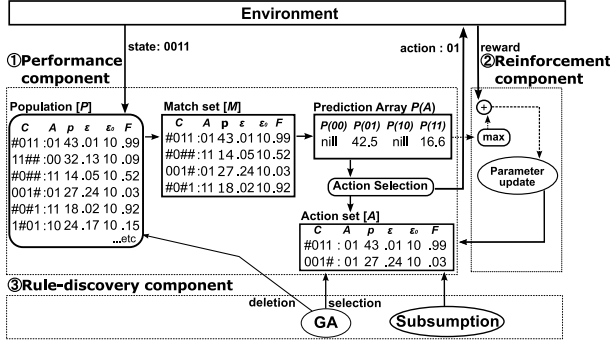 Environment
state: 0011
action : 01
reward
①Performance component
②Reinforcement component
Population [P]
C A p ε ε₀ F
#011 :01 43 .01 10 .99
11## :00 32 .13 10 .09
#0## :11 14 .05 10 .52
001# :01 27 .24 10 .03
#0#1 :11 18 .02 10 .92
1#01 :10 24 .17 10 .15
...etc
Match set [M]
C A p ε ε₀ F
#011 :01 43 .01 10 .99
#0## :11 14 .05 10 .52
001# :01 27 .24 10 .03
#0#1 :11 18 .02 10 .92
Prediction Array P(A)
P(00) P(01) P(10) P(11)
nill 42.5 nill 16.6
Action Selection
Action set [A]
C A p ε ε₀ F
#011 : 01 43 .01 10 .99
001# : 01 27 .24 10 .03
+
max
Parameter update
③Rule-discovery component
deletion
selection
GA
Subsumption